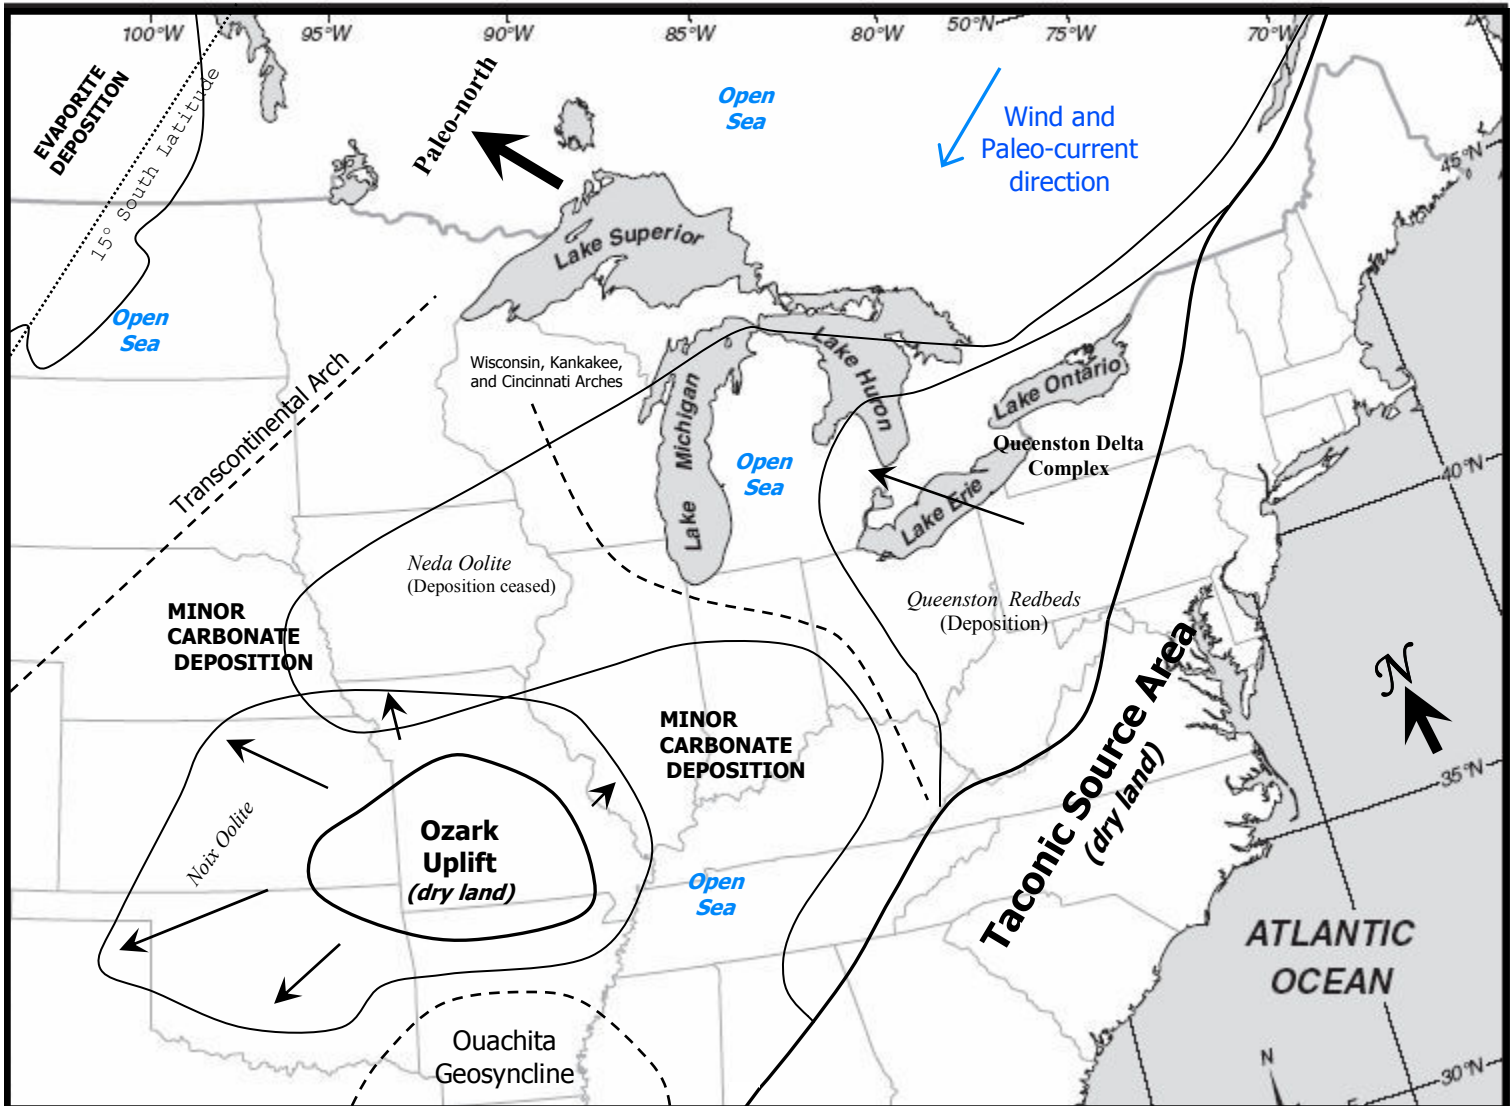 100°W
95°W
90°W
85°W
80°W
50°N
75°W
70°W
EVAPORITE
DEPOSITION
15° South Latitude
Paleo-north
Open
Sea
Wind and
Paleo-current
direction
45°N
Lake Superior
Open
Sea
Transcontinental Arch
Wisconsin, Kankakee,
and Cincinnati Arches
Lake Michigan
Lake Huron
Lake Ontario
Open
Sea
Queenston Delta
Complex
Lake Erie
40°N
Neda Oolite
(Deposition ceased)
Queenston Redbeds
(Deposition)
MINOR
CARBONATE
DEPOSITION
N
MINOR
CARBONATE
DEPOSITION
35°N
Taconic Source Area
(dry land)
Noix Oolite
Ozark
Uplift
(dry land)
Open
Sea
ATLANTIC
OCEAN
Ouachita
Geosyncline
N
30°N